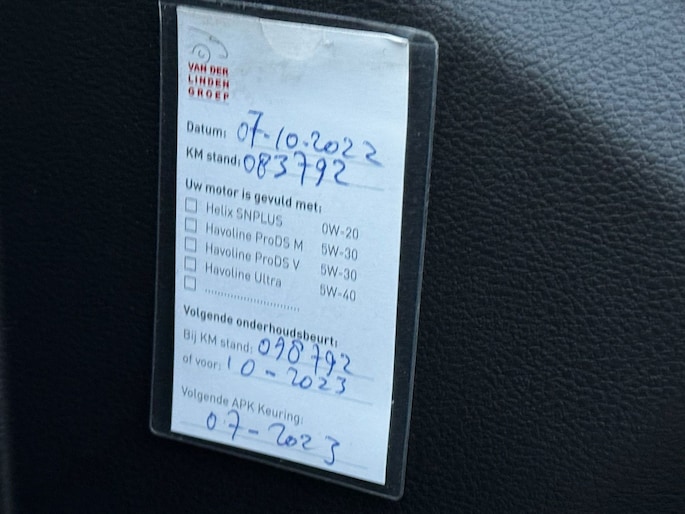 VAN DER
LINDEN
GROEP
Datum: 07-10-2022
KM stand: 083792
Uw motor is gevuld met:
Helix SNPLUS 0W-20
Havoline ProDS M 5W-30
Havoline ProDS V 5W-30
Havoline Ultra 5W-40
..........................
Volgende onderhoudsbeurt:
Bij KM stand: 098792
of voor: 10-2023
Volgende APK Keuring:
07-2023